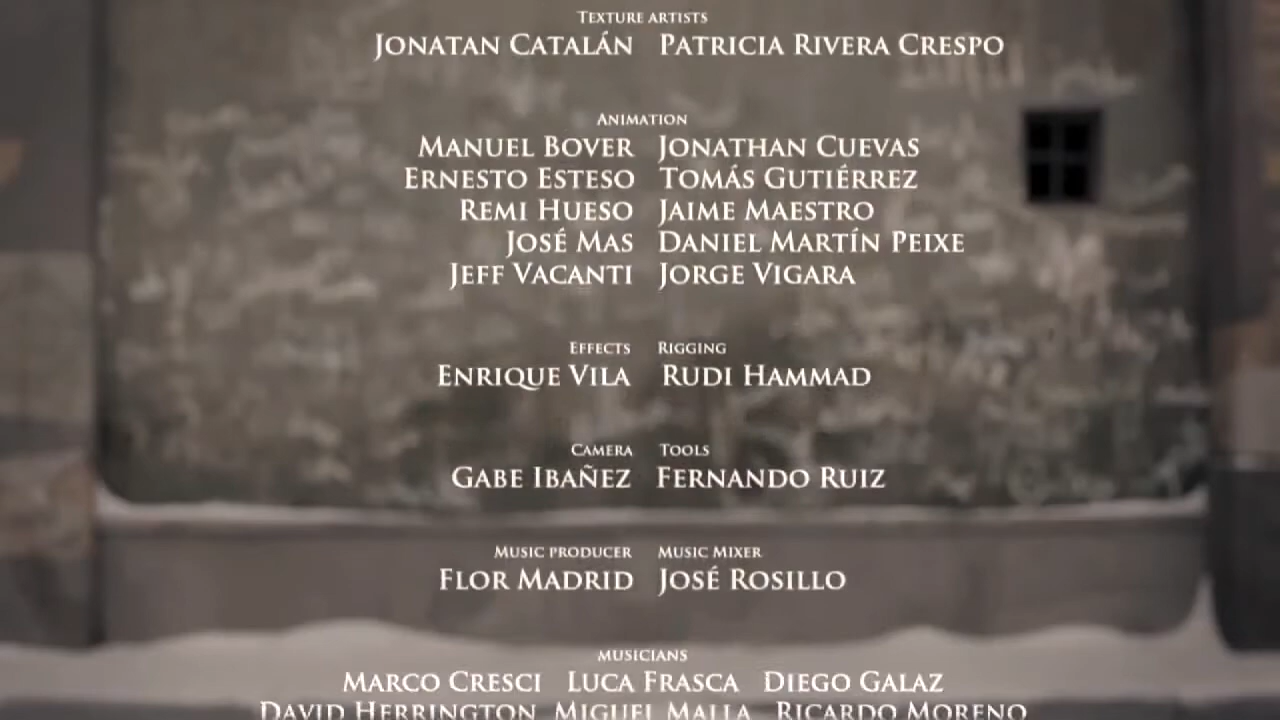 TEXTURE ARTISTS
JONATAN CATALÁN PATRICIA RIVERA CRESPO
ANIMATION
MANUEL BOVER JONATHAN CUEVAS
ERNESTO ESTESO TOMÁS GUTIÉRREZ
REMI HUESO JAIME MAESTRO
JOSÉ MAS DANIEL MARTÍN PEIXE
JEFF VACANTI JORGE VIGARA
EFFECTS RIGGING
ENRIQUE VILA RUDI HAMMAD
CAMERA TOOLS
GABE IBAÑEZ FERNANDO RUIZ
MUSIC PRODUCER MUSIC MIXER
FLOR MADRID JOSÉ ROSILLO
MUSICIANS
MARCO CRESCI LUCA FRASCA DIEGO GALAZ
DAVID HERRINGTON MIGUEL MALLA RICARDO MORENO